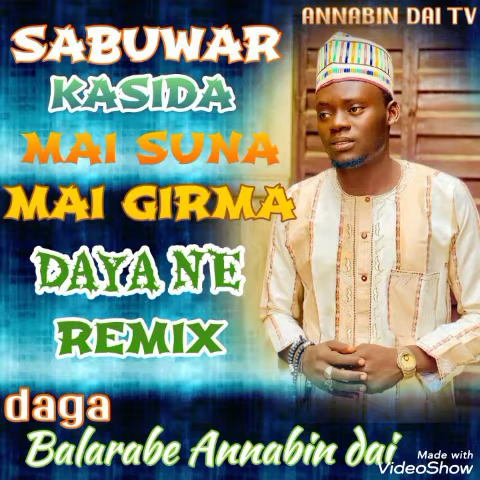 ANNABIN DAI TV
SABUWAR
KASIDA
MAI SUNA
MAI GIRMA
DAYA NE
REMIX
daga
Balarabe Annabin dai
Made with
VideoShow